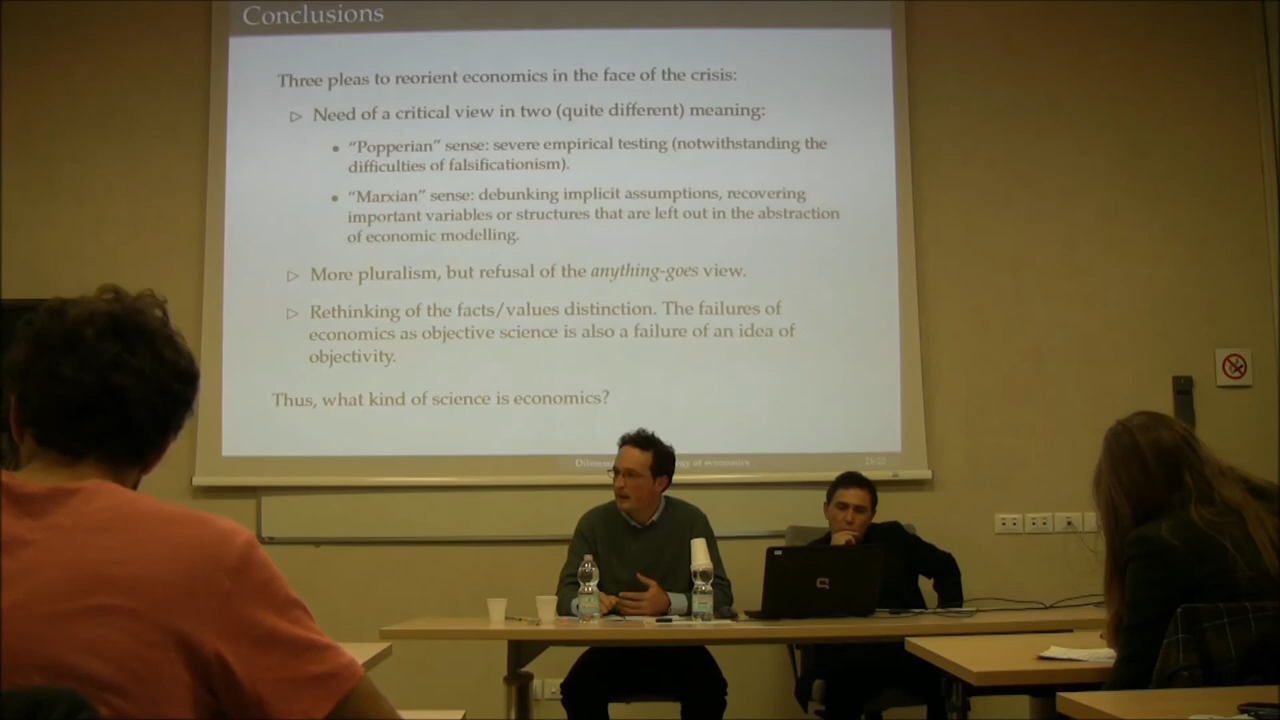 Conclusions
Three pleas to reorient economics in the face of the crisis:
▷ Need of a critical view in two (quite different) meaning:
• “Popperian” sense: severe empirical testing (notwithstanding the
difficulties of falsificationism).
• “Marxian” sense: debunking implicit assumptions, recovering
important variables or structures that are left out in the abstraction
of economic modelling.
▷ More pluralism, but refusal of the anything-goes view.
▷ Rethinking of the facts/values distinction. The failures of
economics as objective science is also a failure of an idea of
objectivity.
Thus, what kind of science is economics?
of economics